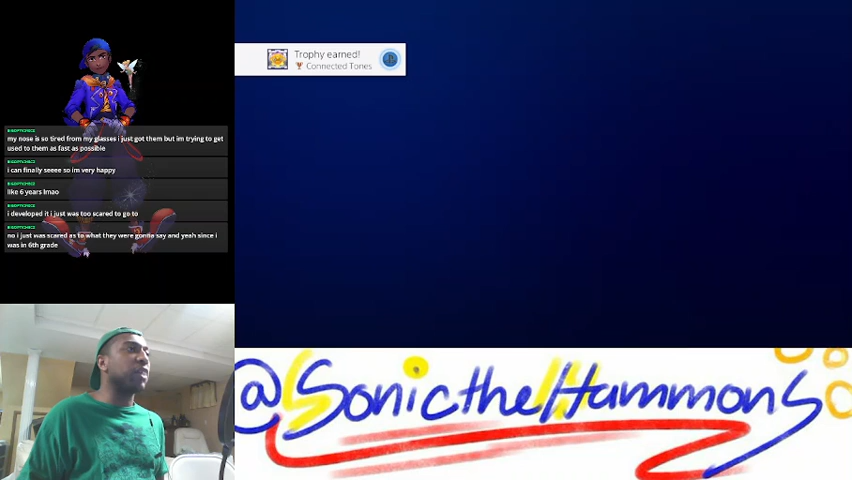 Trophy earned!
Connected Tones
my nose is so tired from my glasses i just got them but im trying to get
used to them as fast as possible
i can finally seeee so im very happy
like 6 years lmao
i developed it i just was too scared to go to
no i just was scared as to what they were gonna say and yeah since i
was in 6th grade
@SonictheHammons